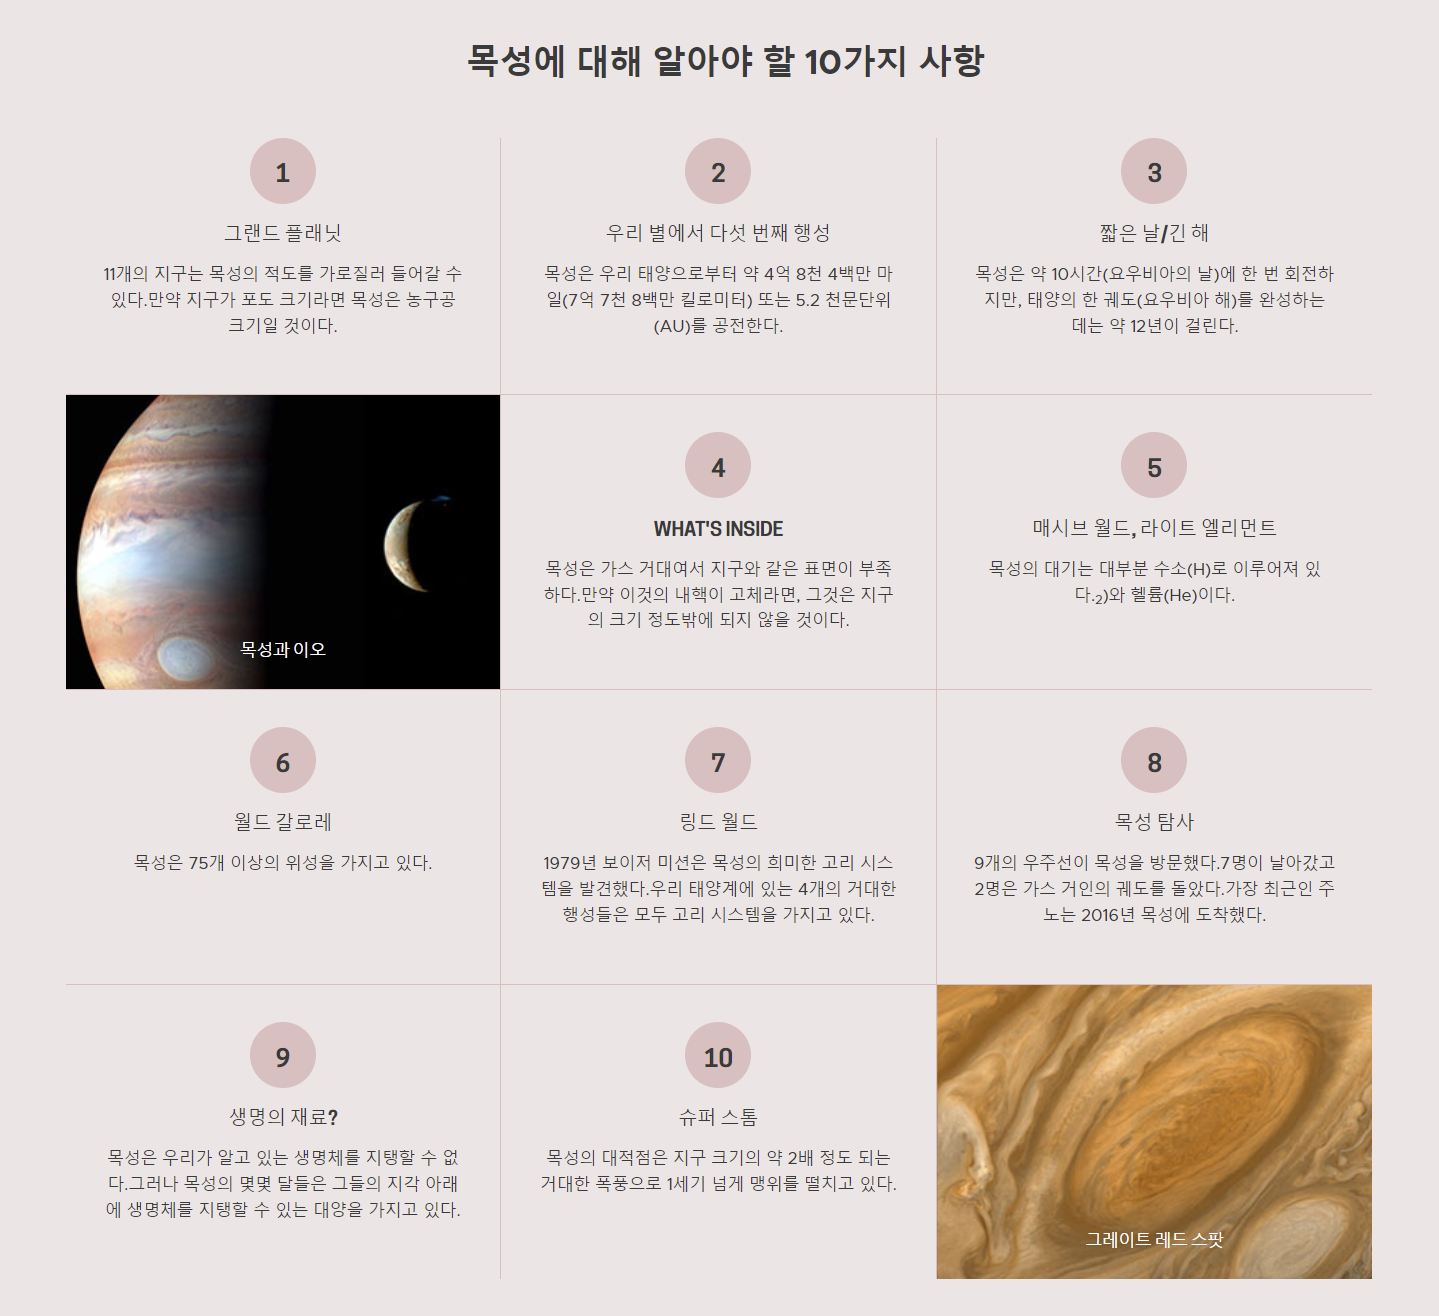 목성에 대해 알아야 할 10가지 사항
1
그랜드 플래닛
11개의 지구는 목성의 적도를 가로질러 들어갈 수
있다.만약 지구가 포도 크기라면 목성은 농구공
크기일 것이다.
2
우리 별에서 다섯 번째 행성
목성은 우리 태양으로부터 약 4억 8천 4백만 마
일(7억 7천 8백만 킬로미터) 또는 5.2 천문단위
(AU)를 공전한다.
3
짧은 날/긴 해
목성은 약 10시간(요우비아의 날)에 한 번 회전하
지만, 태양의 한 궤도(요우비아 해)를 완성하는
데는 약 12년이 걸린다.
목성과 이오
4
WHAT'S INSIDE
목성은 가스 거대여서 지구와 같은 표면이 부족
하다.만약 이것의 내핵이 고체라면, 그것은 지구
의 크기 정도밖에 되지 않을 것이다.
5
매시브 월드, 라이트 엘리먼트
목성의 대기는 대부분 수소(H)로 이루어져 있
다.₂)와 헬륨(He)이다.
6
월드 갈로레
목성은 75개 이상의 위성을 가지고 있다.
7
링드 월드
1979년 보이저 미션은 목성의 희미한 고리 시스
템을 발견했다.우리 태양계에 있는 4개의 거대한
행성들은 모두 고리 시스템을 가지고 있다.
8
목성 탐사
9개의 우주선이 목성을 방문했다.7명이 날아갔고
2명은 가스 거인의 궤도를 돌았다.가장 최근인 주
노는 2016년 목성에 도착했다.
9
생명의 재료?
목성은 우리가 알고 있는 생명체를 지탱할 수 없
다.그러나 목성의 몇몇 달들은 그들의 지각 아래
에 생명체를 지탱할 수 있는 대양을 가지고 있다.
10
슈퍼 스톰
목성의 대적점은 지구 크기의 약 2배 정도 되는
거대한 폭풍으로 1세기 넘게 맹위를 떨치고 있다.
그레이트 레드 스팟